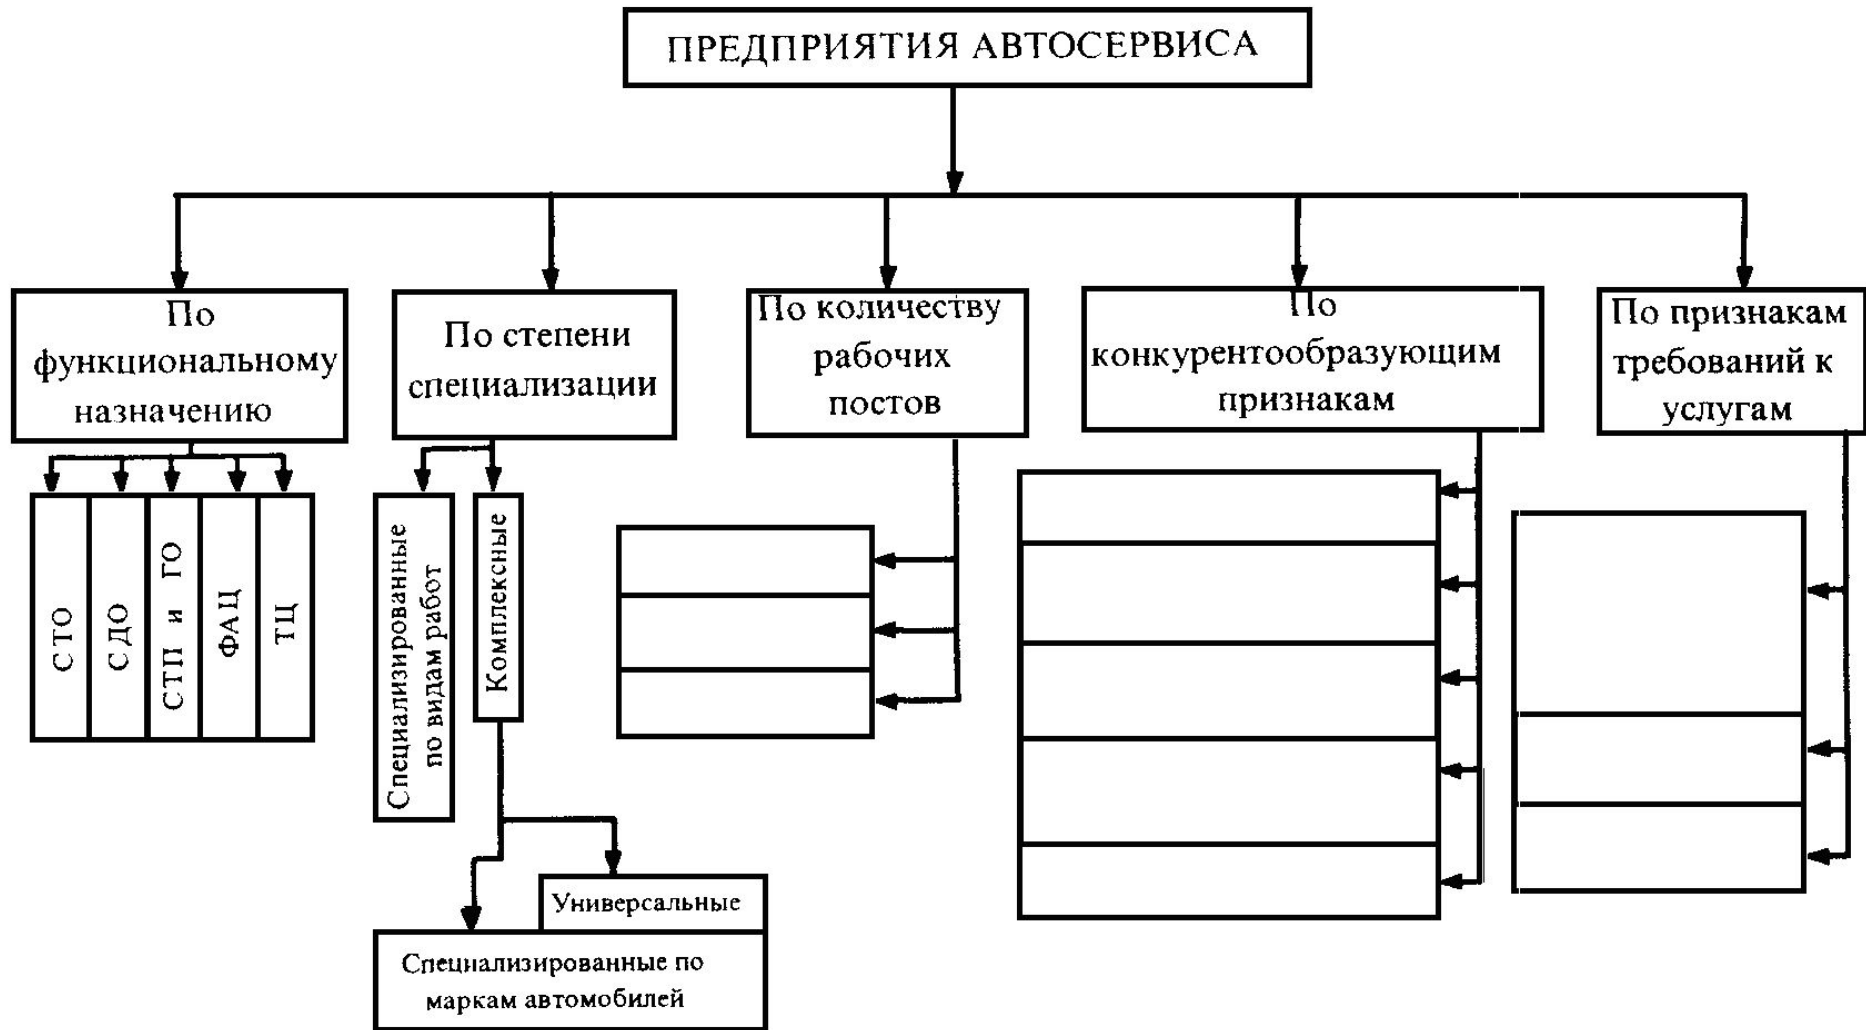 ПРЕДПРИЯТИЯ АВТОСЕРВИСА
По
функциональному
назначению
По степени
специализации
По количеству
рабочих
постов
По
конкурентообразующим
признакам
По признакам
требований к
услугам
СТО
СДО
СТП и ГО
ФАЦ
ТЦ
Специализированные
по видам работ
Комплексные
Универсальные
Специализированные по
маркам автомобилей